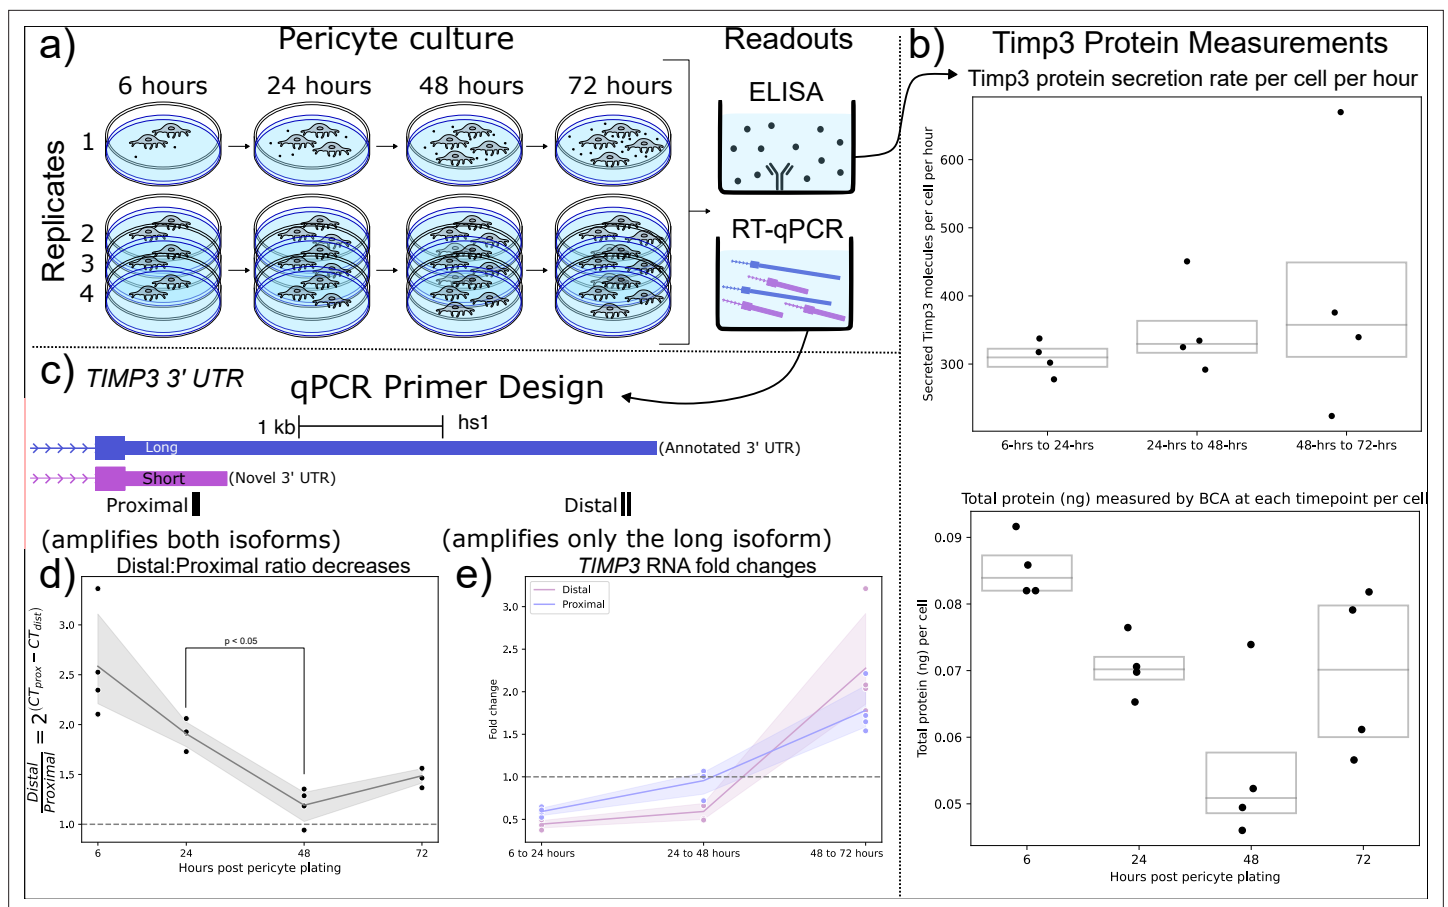 a)
Pericyte culture
6 hours
24 hours
48 hours
72 hours
Replicates
1
2
3
4
Readouts
ELISA
RT-qPCR
b)
Timp3 Protein Measurements
Timp3 protein secretion rate per cell per hour
Secreted Timp3 molecules per cell per hour
600
500
400
300
6-hrs to 24-hrs
24-hrs to 48-hrs
48-hrs to 72-hrs
Total protein (ng) measured by BCA at each timepoint per cell
Total protein (ng) per cell
0.09
0.08
0.07
0.06
0.05
6
24
48
72
Hours post pericyte plating
c)
TIMP3 3' UTR
qPCR Primer Design
1 kb
hs1
Long
(Annotated 3' UTR)
Short
(Novel 3' UTR)
Proximal
Distal
(amplifies both isoforms)
(amplifies only the long isoform)
d)
Distal:Proximal ratio decreases
Distal/Proximal = 2^(CT_prox − CT_dist)
3.0
2.5
2.0
1.5
1.0
p < 0.05
6
24
48
72
Hours post pericyte plating
e)
TIMP3 RNA fold changes
Distal
Proximal
Fold change
3.0
2.5
2.0
1.5
1.0
0.5
6 to 24 hours
24 to 48 hours
48 to 72 hours